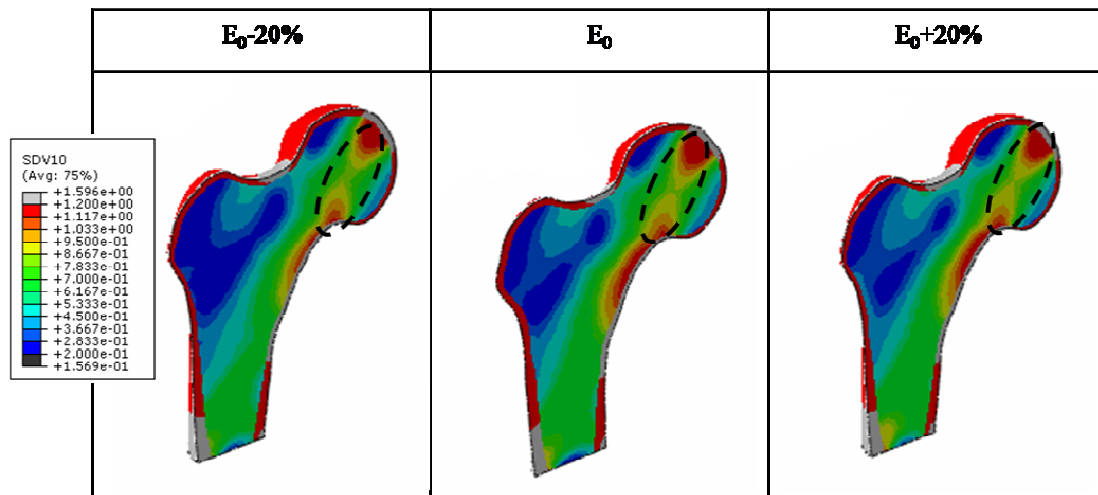 E₀-20%
E₀
E₀+20%
SDV10
(Avg: 75%)
+1.596e+00
+1.200e+00
+1.117e+00
+1.033e+00
+9.500e-01
+8.667e-01
+7.833e-01
+7.000e-01
+6.167e-01
+5.333e-01
+4.500e-01
+3.667e-01
+2.833e-01
+2.000e-01
+1.569e-01